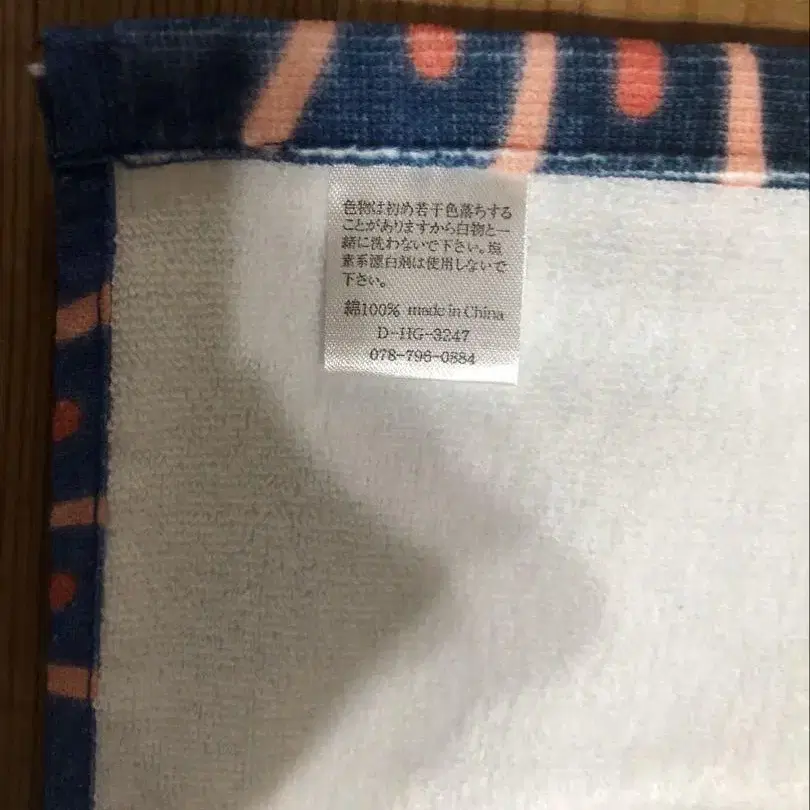 色物は初め若干色落ちする
ことがありますから白物と一
緒に洗わないで下さい。塩
素系漂白剤は使用しないで
下さい。
綿100% made in China
D-HG-3247
078-796-0884